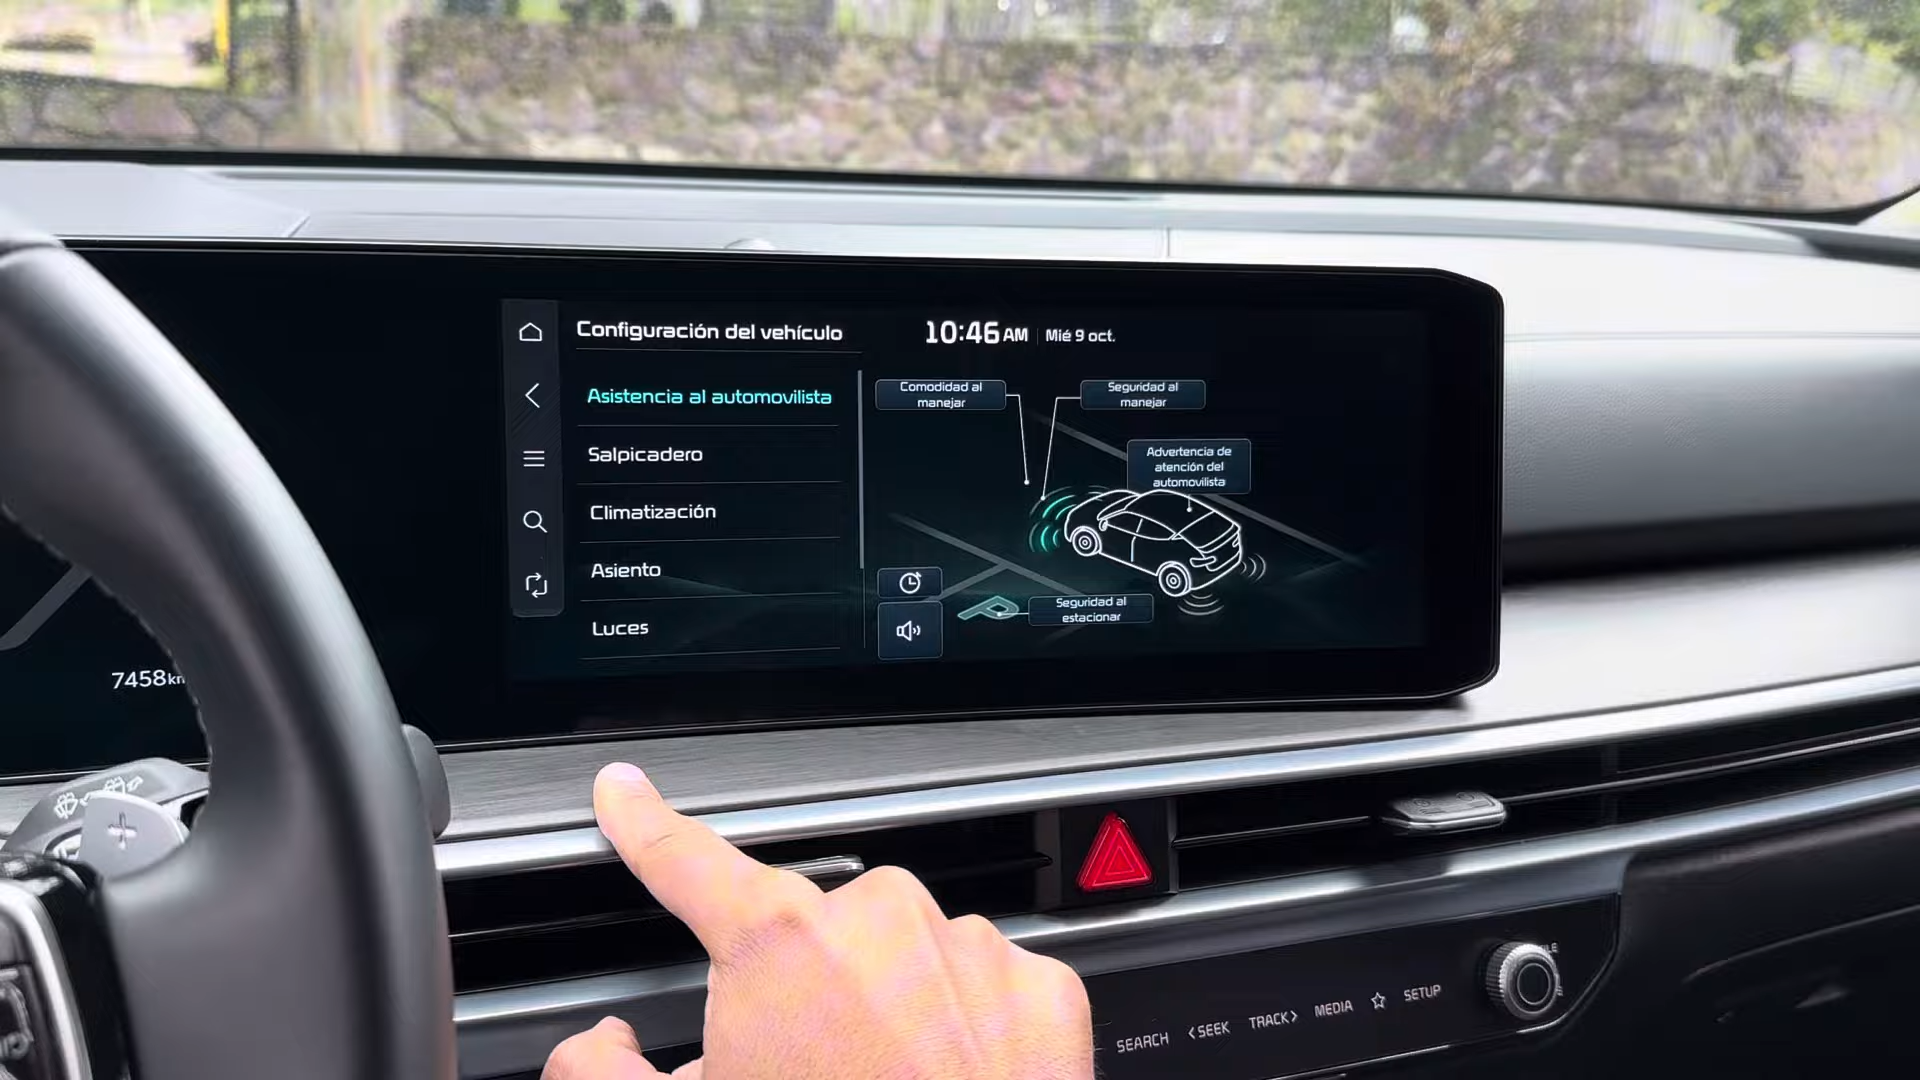 Configuración del vehículo
10:46 AM Mié 9 oct.
Asistencia al automovilista
Salpicadero
Climatización
Asiento
Luces
Comodidad al
manejar
Seguridad al
manejar
Advertencia de
atención del
automovilista
Seguridad al
estacionar
7458
SEARCH <SEEK TRACK> MEDIA ☆ SETUP